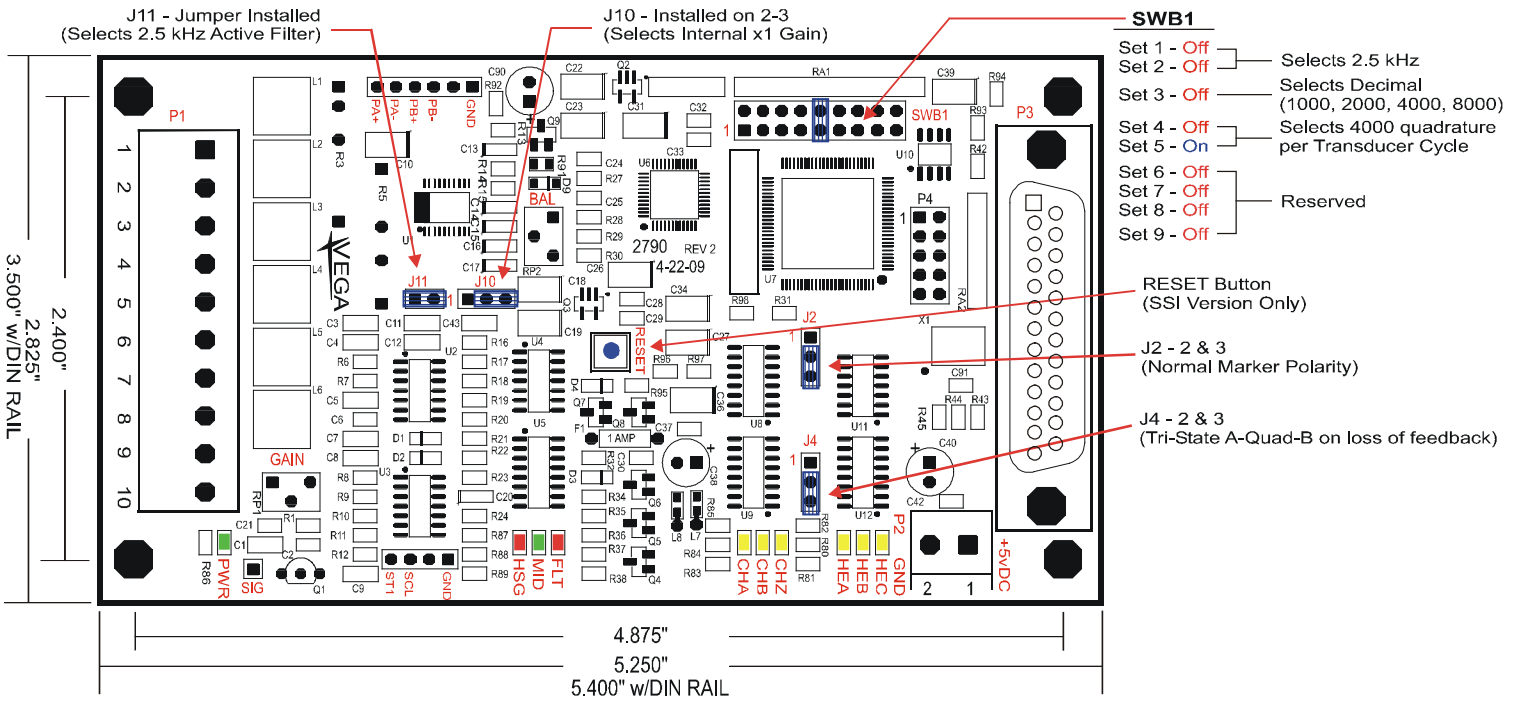 J11 - Jumper Installed
(Selects 2.5 kHz Active Filter)
J10 - Installed on 2-3
(Selects Internal x1 Gain)
SWB1
Set 1 - Off
Set 2 - Off
Selects 2.5 kHz
Set 3 - Off
Selects Decimal
(1000, 2000, 4000, 8000)
Set 4 - Off
Set 5 - On
Selects 4000 quadrature
per Transducer Cycle
Set 6 - Off
Set 7 - Off
Set 8 - Off
Set 9 - Off
Reserved
RESET Button
(SSI Version Only)
J2 - 2 & 3
(Normal Marker Polarity)
J4 - 2 & 3
(Tri-State A-Quad-B on loss of feedback)
3.500" w/DIN RAIL
2.825"
2.400"
P1
1
2
3
4
5
6
7
8
9
10
L1
L2
L3
L4
L5
L6
R3
R5
VEGA
PA+
PA-
PB+
PB-
GND
C10
C90
R92
C22
C23
Q2
C31
C32
RA1
C39
R94
R93
R42
SWB1
1
U10
P3
P4
1
RA2
X1
R13
Q9
R91
D9
BAL
C13
R14
R15
C14
C15
C16
C17
C24
R27
C25
R28
R29
R30
C26
U6
C33
2790
REV 2
4-22-09
U7
J11
1
J10
RP2
C18
Q3
C19
C28
C29
C34
C27
R98
R31
J2
1
C3
C4
C11
C12
C43
R6
R7
C5
C6
C7
C8
D1
D2
U2
U3
R16
R17
R18
R19
R20
R21
R22
R23
C20
R24
R87
R88
R89
U4
U5
RESET
R96
R97
D4
R95
C36
Q7
Q8
F1
1 AMP
C37
R32
C30
D3
C38
R34
R35
R36
R37
R38
Q6
Q5
Q4
L8
L7
R85
R84
R83
U8
U9
U11
U12
J4
1
C91
R45
R44
R43
C40
C42
R82
R80
R81
GAIN
RP1
R8
R9
R10
R11
R12
C21
R1
C1
C2
R86
PWR
SIG
Q1
C9
ST1
SCL
GND
HSG
MID
FLT
CHA
CHB
CHZ
HEA
HEB
HEC
P2
GND
+5vDC
2
1
4.875"
5.250"
5.400" w/DIN RAIL